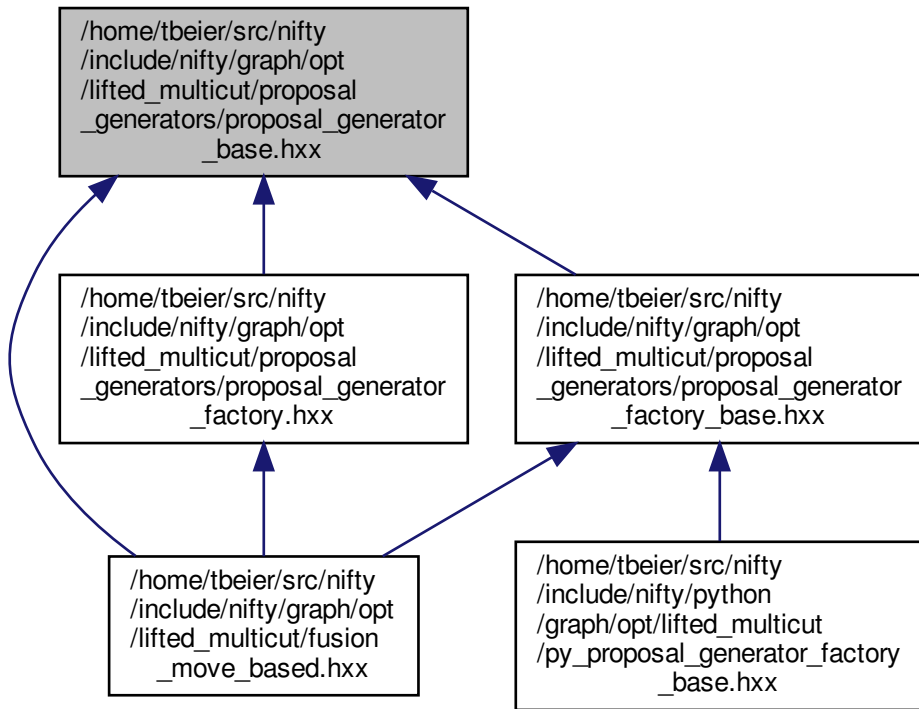 /home/tbeier/src/nifty
/include/nifty/graph/opt
/lifted_multicut/proposal
_generators/proposal_generator
_base.hxx
/home/tbeier/src/nifty
/include/nifty/graph/opt
/lifted_multicut/proposal
_generators/proposal_generator
_factory.hxx
/home/tbeier/src/nifty
/include/nifty/graph/opt
/lifted_multicut/proposal
_generators/proposal_generator
_factory_base.hxx
/home/tbeier/src/nifty
/include/nifty/graph/opt
/lifted_multicut/fusion
_move_based.hxx
/home/tbeier/src/nifty
/include/nifty/python
/graph/opt/lifted_multicut
/py_proposal_generator_factory
_base.hxx